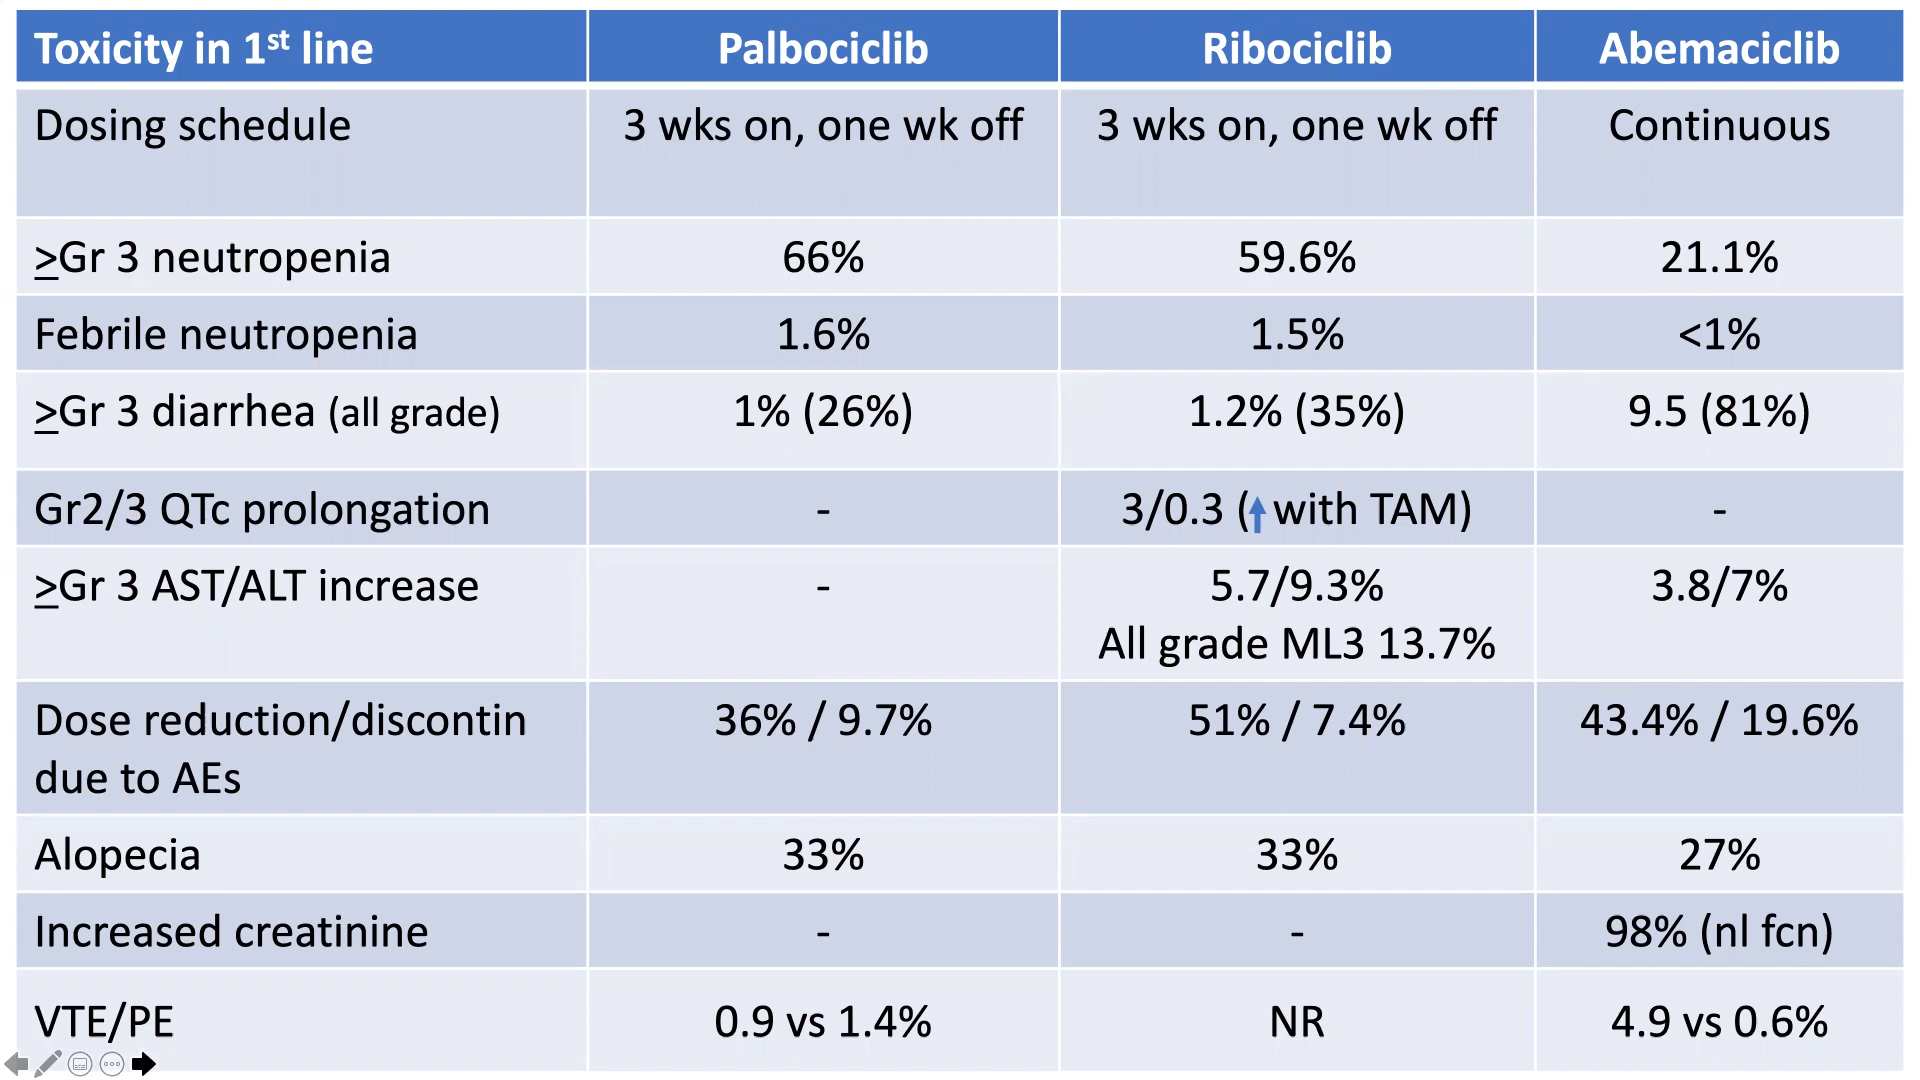 Toxicity in 1st line Palbociclib Ribociclib Abemaciclib
Dosing schedule 3 wks on, one wk off 3 wks on, one wk off Continuous
>Gr 3 neutropenia 66% 59.6% 21.1%
Febrile neutropenia 1.6% 1.5% <1%
>Gr 3 diarrhea (all grade) 1% (26%) 1.2% (35%) 9.5 (81%)
Gr2/3 QTc prolongation - 3/0.3 (↑ with TAM) -
>Gr 3 AST/ALT increase - 5.7/9.3% 3.8/7%
All grade ML3 13.7%
Dose reduction/discontin 36% / 9.7% 51% / 7.4% 43.4% / 19.6%
due to AEs
Alopecia 33% 33% 27%
Increased creatinine - - 98% (nl fcn)
VTE/PE 0.9 vs 1.4% NR 4.9 vs 0.6%